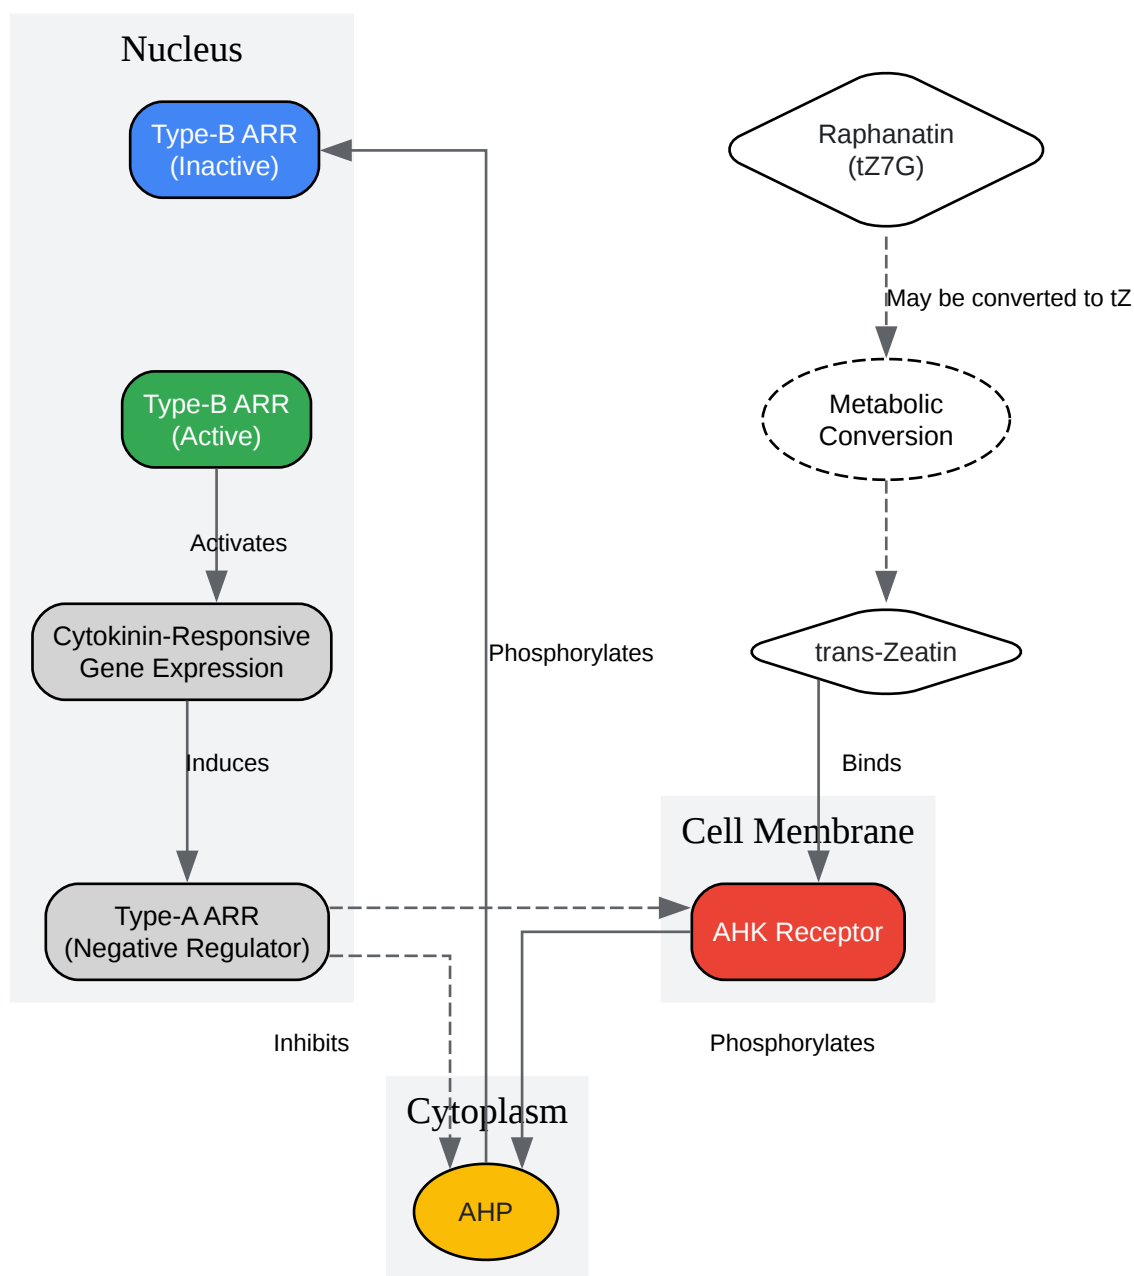 Nucleus
Type-B ARR
(Inactive)
Raphanatin
(tZ7G)
May be converted to tZ
Type-B ARR
(Active)
Metabolic
Conversion
Activates
Cytokinin-Responsive
Gene Expression
Phosphorylates
trans-Zeatin
Induces
Binds
Cell Membrane
Type-A ARR
(Negative Regulator)
AHK Receptor
Inhibits
Phosphorylates
Cytoplasm
AHP